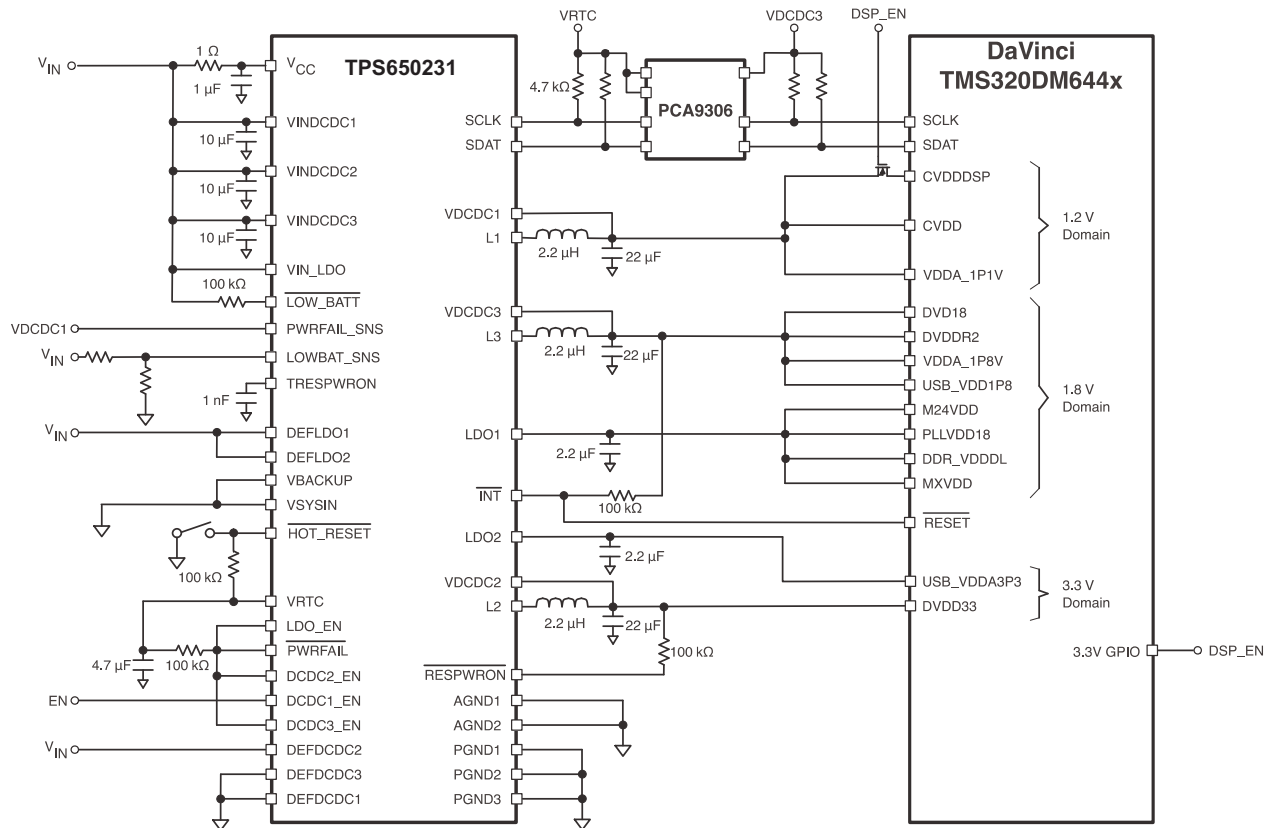 VRTC
VDCDC3
DSP_EN
V_IN
1 Ω
1 µF
V_CC
TPS650231
4.7 kΩ
PCA9306
DaVinci
TMS320DM644x
VINDCDC1
10 µF
VINDCDC2
10 µF
VINDCDC3
10 µF
VIN_LDO
100 kΩ
LOW_BATT
VDCDC1
PWRFAIL_SNS
V_IN
LOWBAT_SNS
TRESPWRON
1 nF
V_IN
DEFLDO1
DEFLDO2
VBACKUP
VSYSIN
HOT_RESET
100 kΩ
VRTC
LDO_EN
PWRFAIL
4.7 µF
100 kΩ
DCDC2_EN
EN
DCDC1_EN
DCDC3_EN
V_IN
DEFDCDC2
DEFDCDC3
DEFDCDC1
SCLK
SDAT
VDCDC1
L1
2.2 µH
22 µF
VDCDC3
L3
2.2 µH
22 µF
LDO1
2.2 µF
INT
100 kΩ
LDO2
2.2 µF
VDCDC2
L2
2.2 µH
22 µF
100 kΩ
RESPWRON
AGND1
AGND2
PGND1
PGND2
PGND3
SCLK
SDAT
CVDDDSP
CVDD
VDDA_1P1V
1.2 V
Domain
DVD18
DVDDR2
VDDA_1P8V
USB_VDD1P8
M24VDD
PLLVDD18
DDR_VDDDL
MXVDD
1.8 V
Domain
RESET
USB_VDDA3P3
DVDD33
3.3 V
Domain
3.3V GPIO
DSP_EN